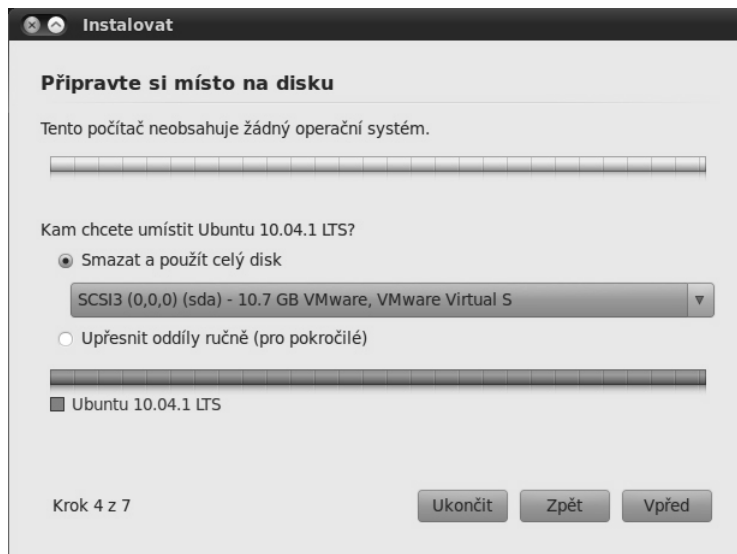 Instalovat
Připravte si místo na disku
Tento počítač neobsahuje žádný operační systém.
Kam chcete umístit Ubuntu 10.04.1 LTS?
Smazat a použít celý disk
SCSI3 (0,0,0) (sda) - 10.7 GB VMware, VMware Virtual S
Upřesnit oddíly ručně (pro pokročilé)
Ubuntu 10.04.1 LTS
Krok 4 z 7 Ukončit Zpět Vpřed